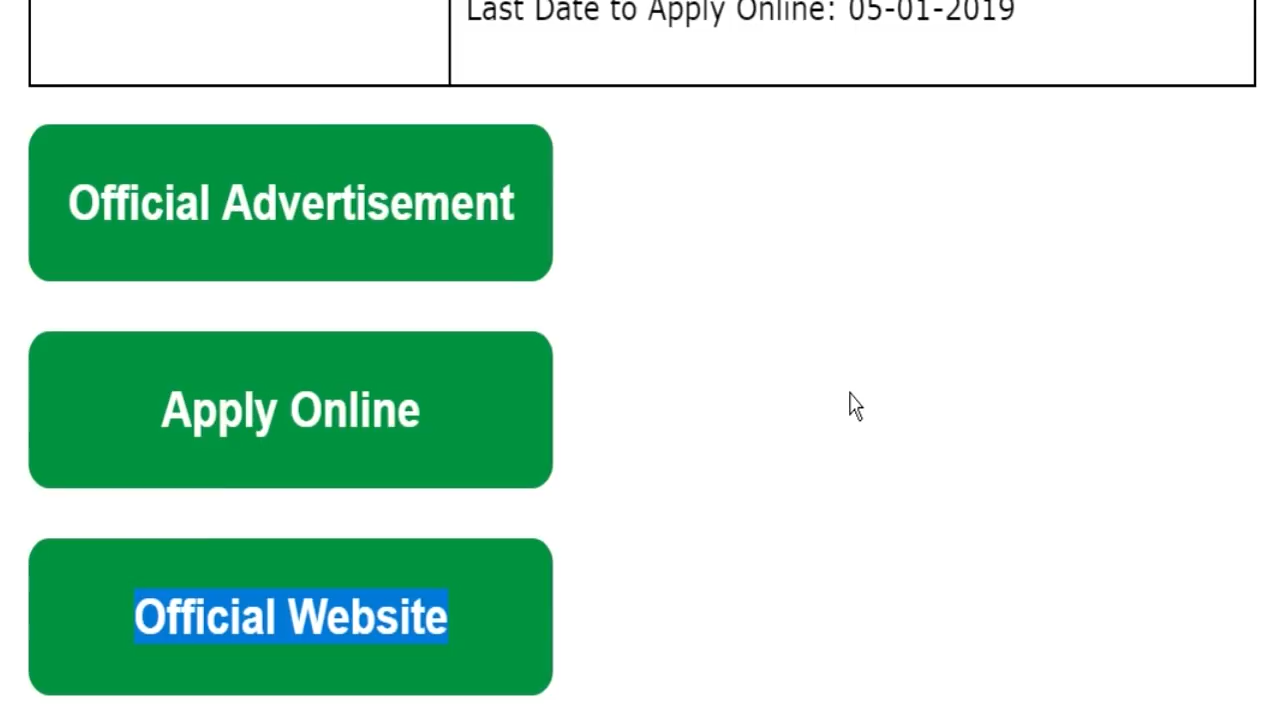 Last Date to Apply Online: 05-01-2019
Official Advertisement
Apply Online
Official Website